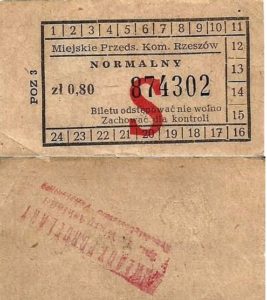 1 2 3 4 5 6 7 8 9 10 11
Miejskie Przeds. Kom. Rzeszów
12
NORMALNY
13
POZ 3
zł 0,80
874302
14
S
Biletu odstępować nie wolno
15
Zachować dla kontroli
24 23 22 21 20 19 18 17 16